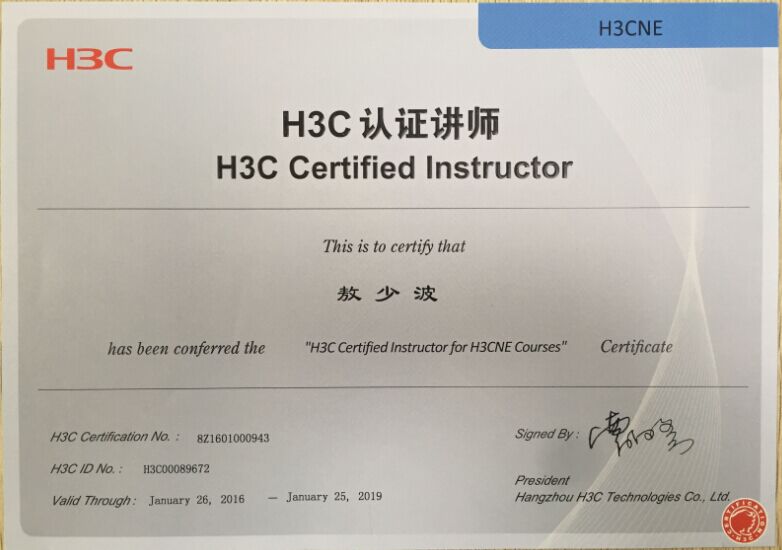 H3CNE
H3C
H3C 认证讲师
H3C Certified Instructor
This is to certify that
敖少波
has been conferred the "H3C Certified Instructor for H3CNE Courses" Certificate
H3C Certification No. : 8Z1601000943
Signed By :
H3C ID No. : H3C00089672
President
Valid Through : January 26, 2016 — January 25, 2019
Hangzhou H3C Technologies Co., Ltd.